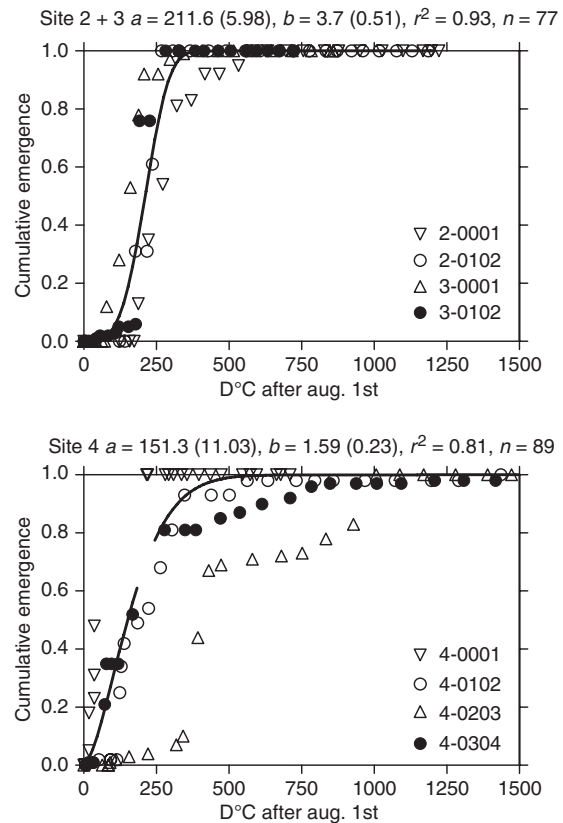 Site 2 + 3 a = 211.6 (5.98), b = 3.7 (0.51), r² = 0.93, n = 77
1.0
0.8
0.6
0.4
0.2
0.0
Cumulative emergence
2-0001
2-0102
3-0001
3-0102
0 250 500 750 1000 1250 1500
D°C after aug. 1st
Site 4 a = 151.3 (11.03), b = 1.59 (0.23), r² = 0.81, n = 89
1.0
0.8
0.6
0.4
0.2
0.0
Cumulative emergence
4-0001
4-0102
4-0203
4-0304
0 250 500 750 1000 1250 1500
D°C after aug. 1st